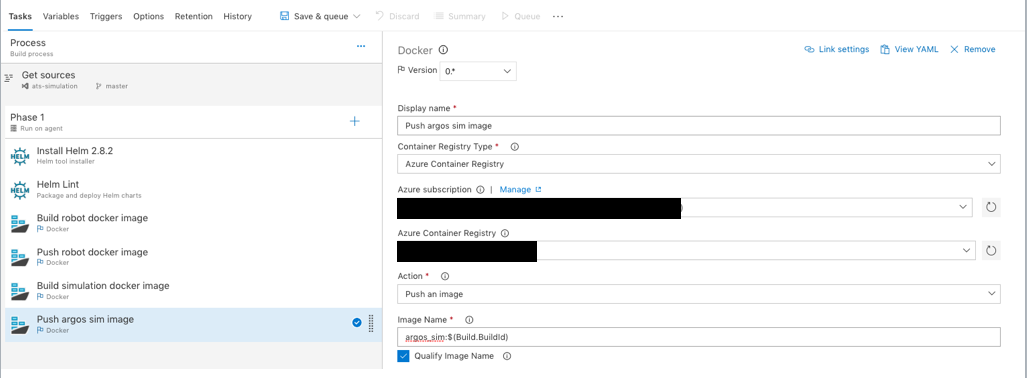 Tasks Variables Triggers Options Retention History Save & queue Discard Summary Queue ...
Process
Build process
Get sources
ats-simulation master
Phase 1
Run on agent
Install Helm 2.8.2
Helm tool installer
Helm Lint
Package and deploy Helm charts
Build robot docker image
Docker
Push robot docker image
Docker
Build simulation docker image
Docker
Push argos sim image
Docker
Docker Link settings View YAML Remove
Version 0.*
Display name *
Push argos sim image
Container Registry Type *
Azure Container Registry
Azure subscription | Manage
Azure Container Registry
Action *
Push an image
Image Name *
argos_sim:$(Build.BuildId)
Qualify Image Name